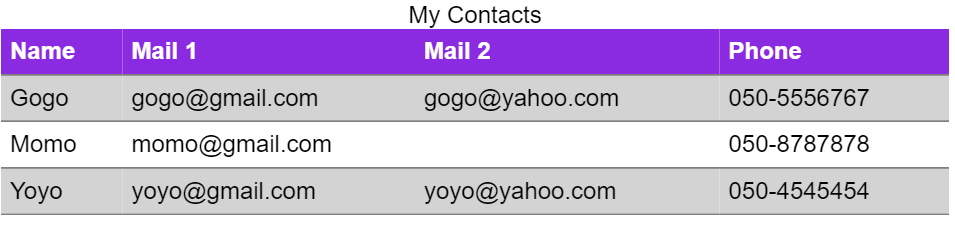 My Contacts
Name Mail 1 Mail 2 Phone
Gogo gogo@gmail.com gogo@yahoo.com 050-5556767
Momo momo@gmail.com 050-8787878
Yoyo yoyo@gmail.com yoyo@yahoo.com 050-4545454